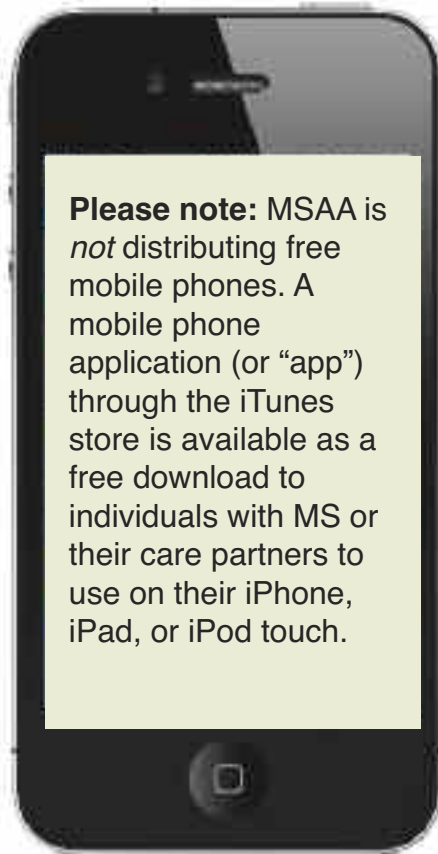 Please note: MSAA is
not distributing free
mobile phones. A
mobile phone
application (or “app”)
through the iTunes
store is available as a
free download to
individuals with MS or
their care partners to
use on their iPhone,
iPad, or iPod touch.